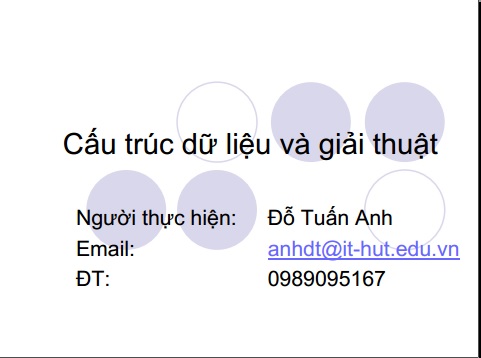 Cấu trúc dữ liệu và giải thuật
Người thực hiện: Đỗ Tuấn Anh
Email: anhdt@it-hut.edu.vn
ĐT: 0989095167